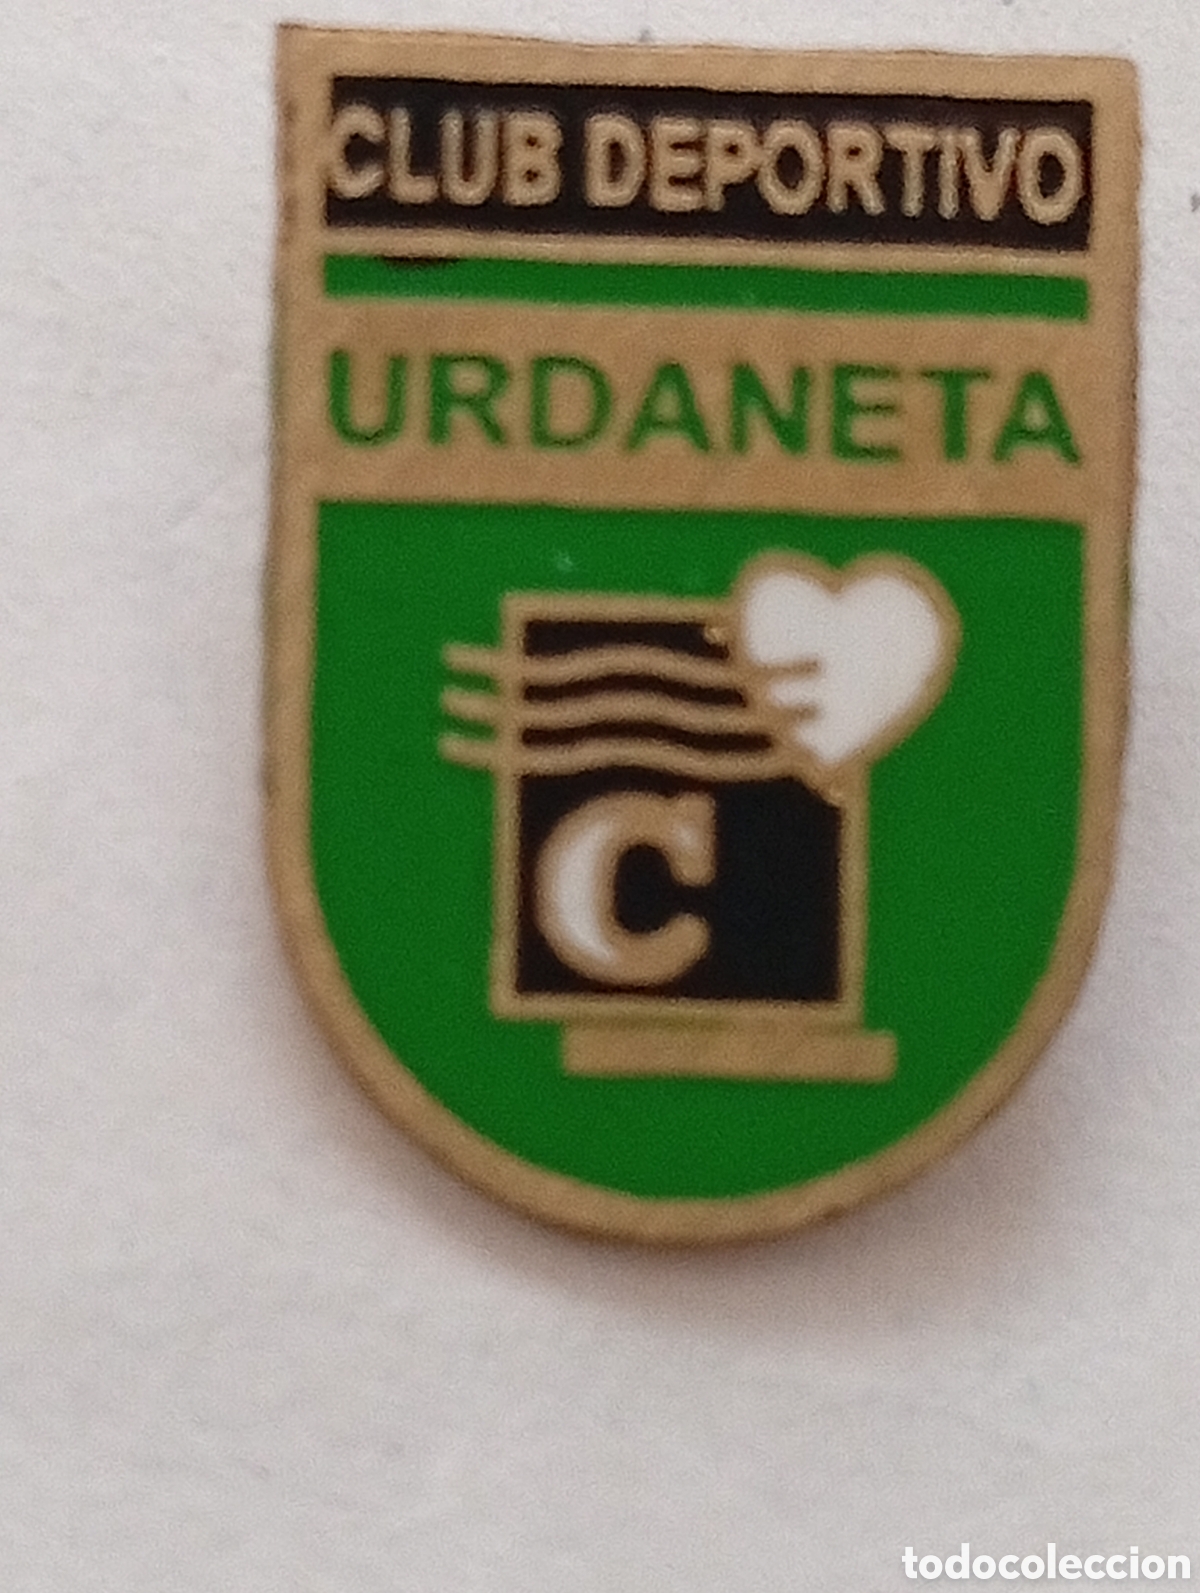 CLUB DEPORTIVO
URDANETA
C
todocoleccion